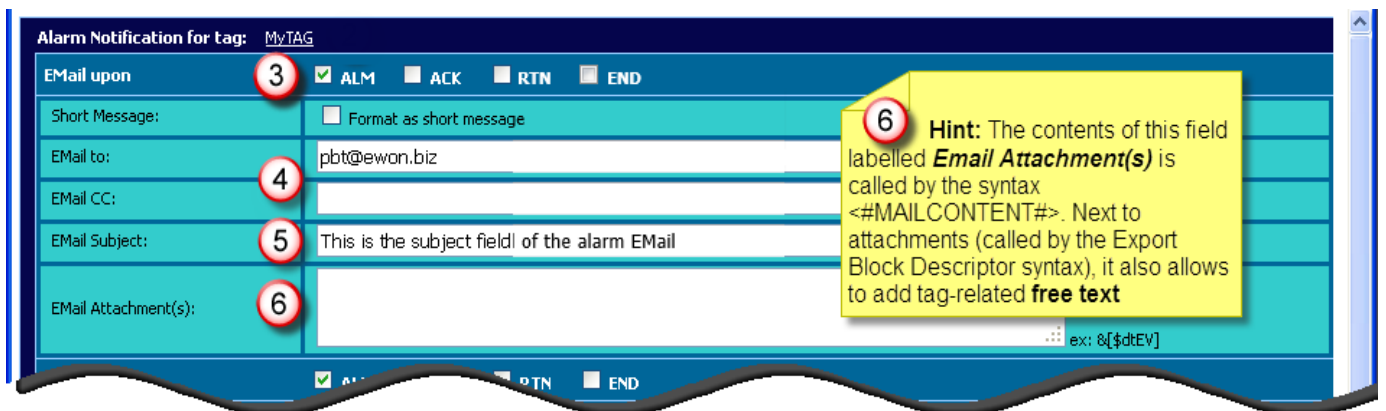 Alarm Notification for tag: MyTAG
EMail upon 3 ALM ACK RTN END
Short Message: Format as short message
EMail to: pbt@ewon.biz
4
EMail CC:
EMail Subject: 5 This is the subject field of the alarm EMail
EMail Attachment(s): 6
ex: &[$dtEV]
6 Hint: The contents of this field
labelled Email Attachment(s) is
called by the syntax
<#MAILCONTENT#>. Next to
attachments (called by the Export
Block Descriptor syntax), it also allows
to add tag-related free text
RTN END